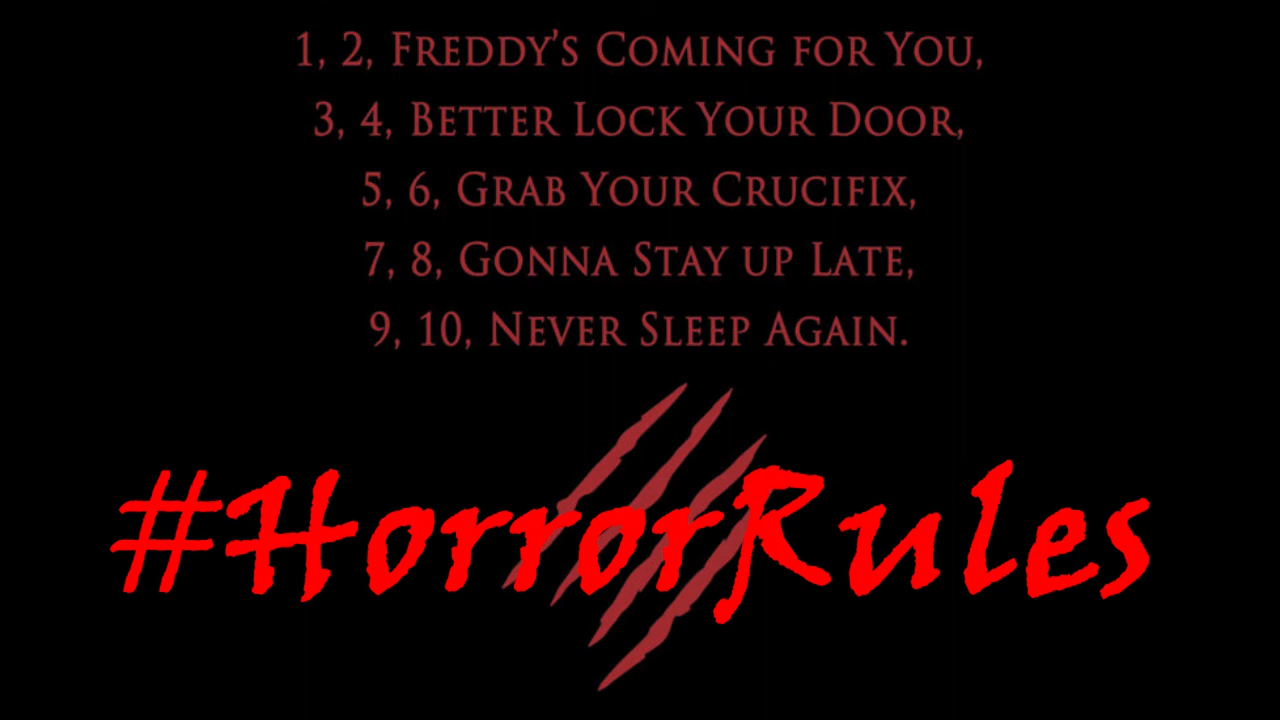 1, 2, Freddy's Coming for You,
3, 4, Better Lock Your Door,
5, 6, Grab Your Crucifix,
7, 8, Gonna Stay up Late,
9, 10, Never Sleep Again.
#HorrorRules